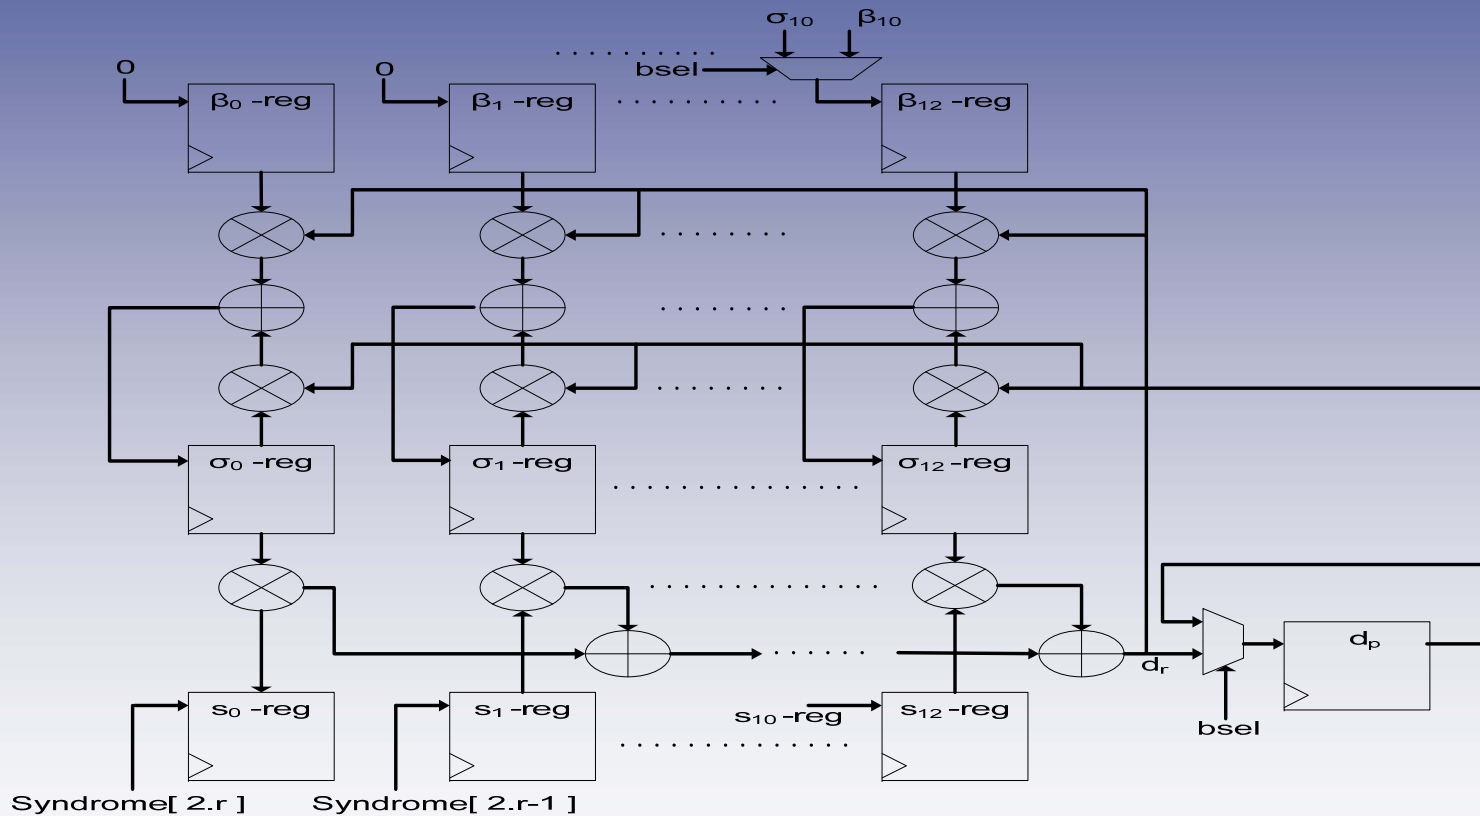 σ₁₀ β₁₀
0 0 bsel
β₀ -reg β₁ -reg β₁₂ -reg
σ₀ -reg σ₁ -reg σ₁₂ -reg
dᵣ dₚ
s₀ -reg s₁ -reg s₁₀ -reg s₁₂ -reg
bsel
Syndrome[ 2.r ] Syndrome[ 2.r-1 ]